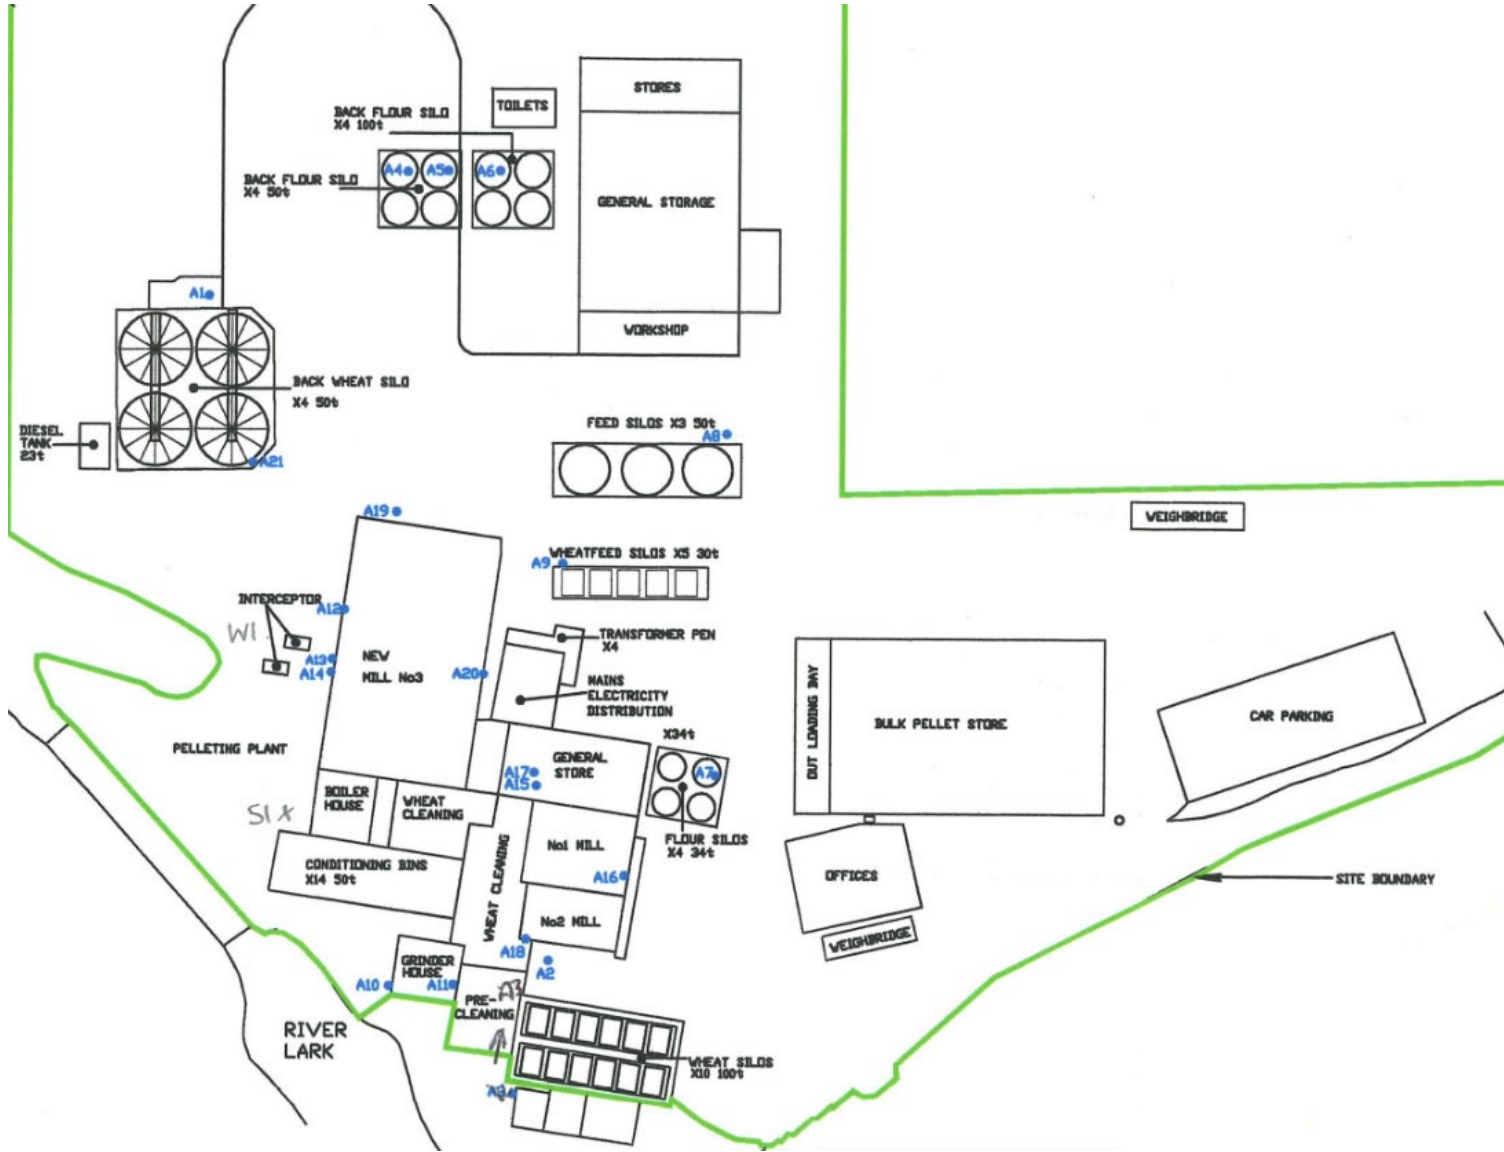 STORES
TOILETS
BACK FLOUR SILO
X4 100t
A4
A5
A6
BACK FLOUR SILO
X4 50t
GENERAL STORAGE
A1
WORKSHOP
BACK WHEAT SILO
X4 50t
DIESEL
TANK
23t
A21
FEED SILOS X3 50t
A8
WEIGHBRIDGE
A19
WHEATFEED SILOS X5 30t
A9
INTERCEPTOR
A12
W1
TRANSFORMER PEN
X4
A13
A14
NEW
MILL No3
A20
MAINS
ELECTRICITY
DISTRIBUTION
OUT LOADING BAY
BULK PELLET STORE
CAR PARKING
PELLETING PLANT
X34t
GENERAL
STORE
A17
A15
A7
BOILER
HOUSE
WHEAT
CLEANING
S1 X
FLOUR SILOS
X4 34t
No1 MILL
WHEAT CLEANING
CONDITIONING BINS
X14 50t
A16
OFFICES
SITE BOUNDARY
No2 MILL
WEIGHBRIDGE
A18
A2
GRINDER
HOUSE
A10
A11
A3
PRE-
CLEANING
RIVER
LARK
WHEAT SILOS
X10 100t